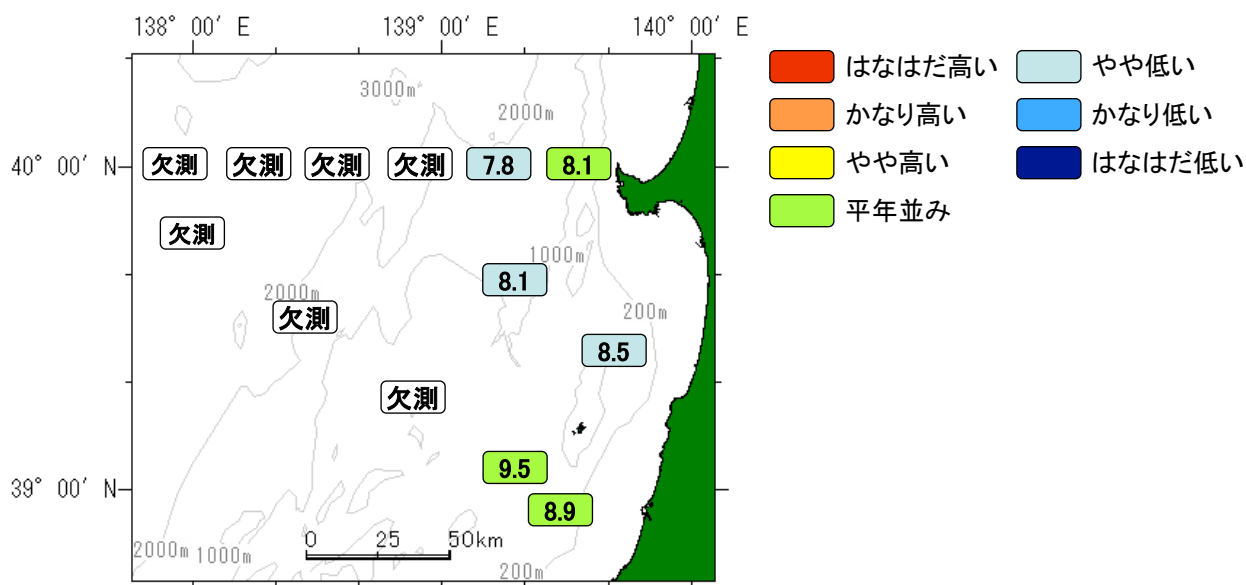 138° 00′ E
139° 00′ E
140° 00′ E
はなはだ高い
やや低い
かなり高い
かなり低い
やや高い
はなはだ低い
平年並み
3000m
2000m
40° 00′ N
欠測
欠測
欠測
欠測
7.8
8.1
欠測
1000m
8.1
2000m
欠測
200m
8.5
欠測
9.5
39° 00′ N
8.9
0 25 50km
2000m
1000m
200m